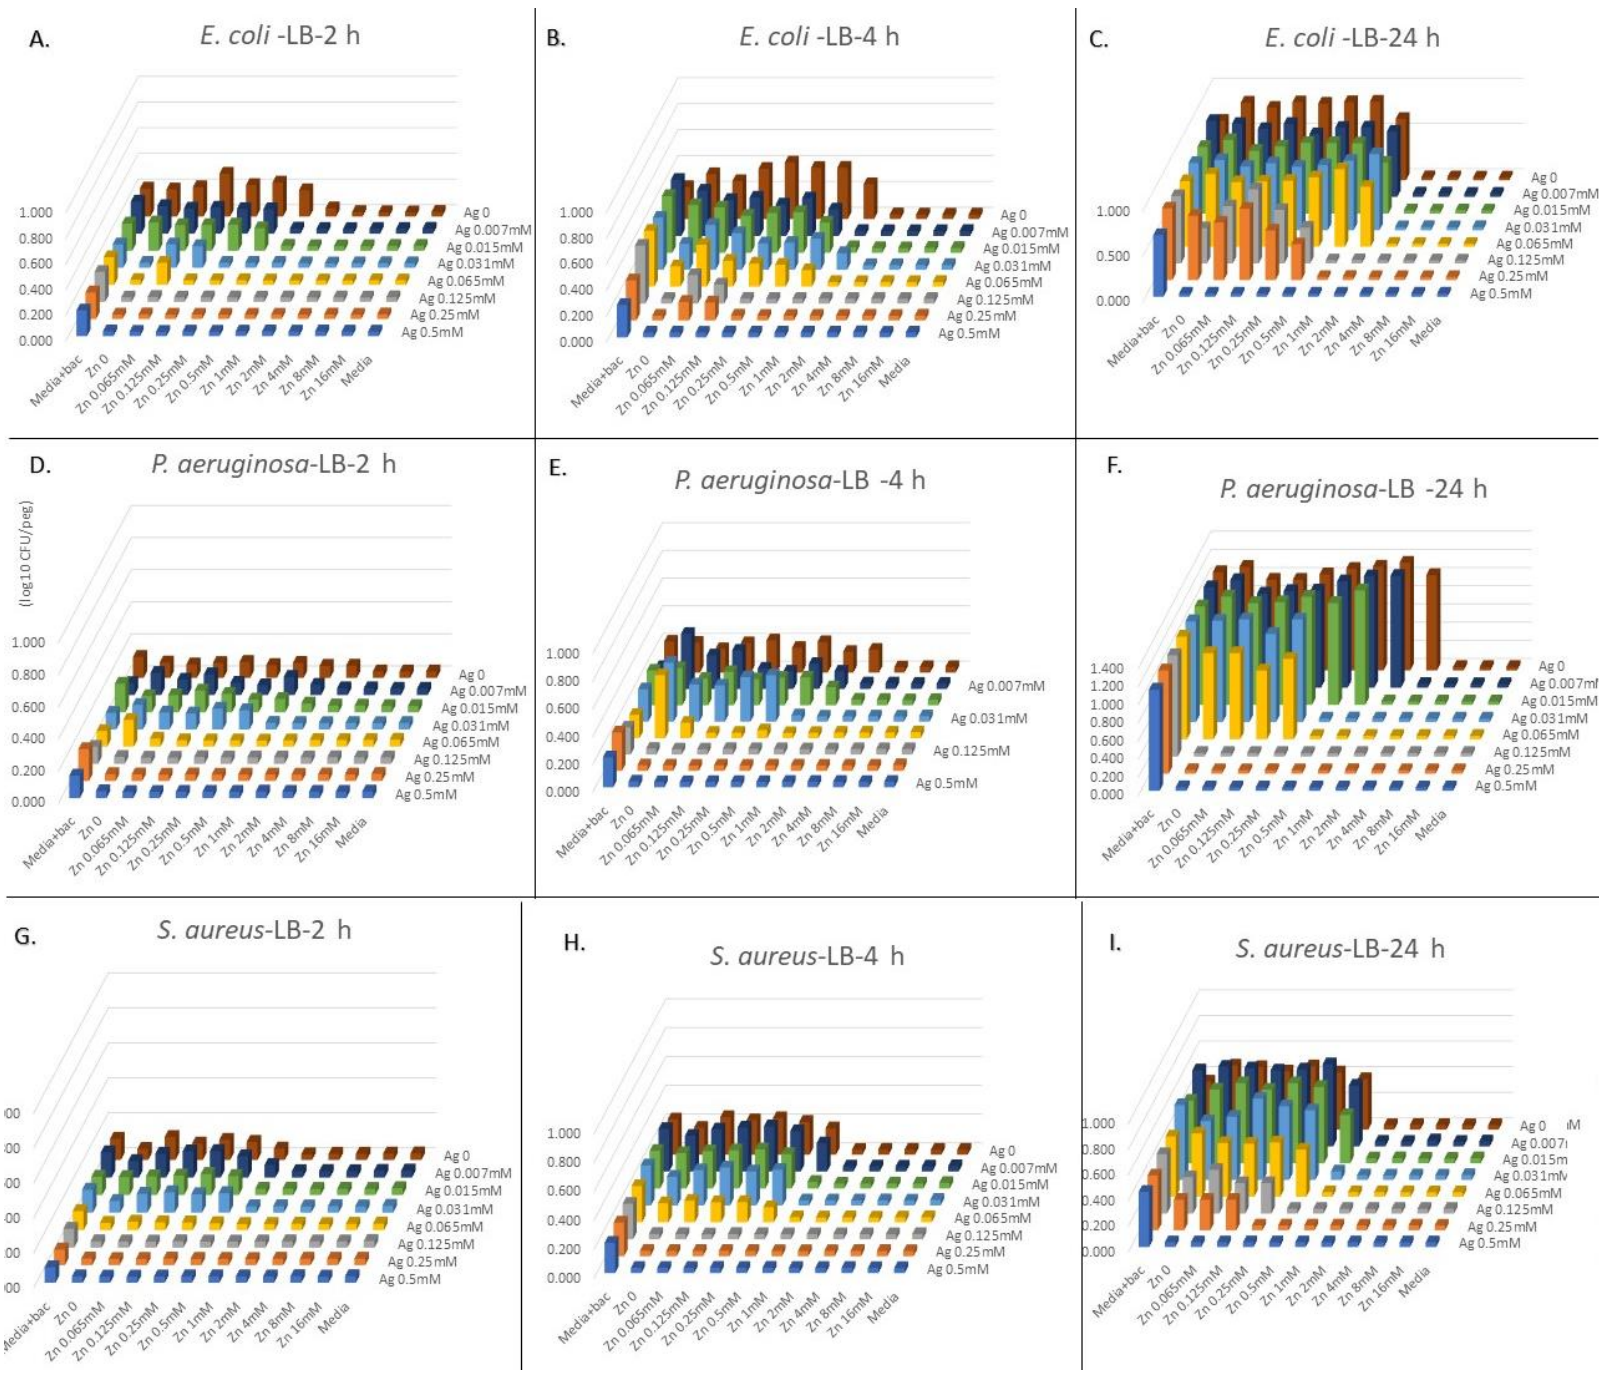 A.
E. coli -LB-2 h
1.000
0.800
0.600
0.400
0.200
0.000
Ag 0
Ag 0.007mM
Ag 0.015mM
Ag 0.031mM
Ag 0.065mM
Ag 0.125mM
Ag 0.25mM
Ag 0.5mM
Media+bac
Zn 0
Zn 0.065mM
Zn 0.125mM
Zn 0.25mM
Zn 0.5mM
Zn 1mM
Zn 2mM
Zn 4mM
Zn 8mM
Zn 16mM
Media
B.
E. coli -LB-4 h
1.000
0.800
0.600
0.400
0.200
0.000
Ag 0
Ag 0.007mM
Ag 0.015mM
Ag 0.031mM
Ag 0.065mM
Ag 0.125mM
Ag 0.25mM
Ag 0.5mM
Media+bac
Zn 0
Zn 0.065mM
Zn 0.125mM
Zn 0.25mM
Zn 0.5mM
Zn 1mM
Zn 2mM
Zn 4mM
Zn 8mM
Zn 16mM
Media
C.
E. coli -LB-24 h
1.000
0.500
0.000
Ag 0
Ag 0.007mM
Ag 0.015mM
Ag 0.031mM
Ag 0.065mM
Ag 0.125mM
Ag 0.25mM
Ag 0.5mM
Media+bac
Zn 0
Zn 0.065mM
Zn 0.125mM
Zn 0.25mM
Zn 0.5mM
Zn 1mM
Zn 2mM
Zn 4mM
Zn 8mM
Zn 16mM
Media
D.
P. aeruginosa-LB-2 h
(log10 CFU/peg)
1.000
0.800
0.600
0.400
0.200
0.000
Ag 0
Ag 0.007mM
Ag 0.015mM
Ag 0.031mM
Ag 0.065mM
Ag 0.125mM
Ag 0.25mM
Ag 0.5mM
Media+bac
Zn 0
Zn 0.065mM
Zn 0.125mM
Zn 0.25mM
Zn 0.5mM
Zn 1mM
Zn 2mM
Zn 4mM
Zn 8mM
Zn 16mM
Media
E.
P. aeruginosa-LB -4 h
1.000
0.800
0.600
0.400
0.200
0.000
Ag 0
Ag 0.007mM
Ag 0.031mM
Ag 0.125mM
Ag 0.5mM
Media+bac
Zn 0
Zn 0.065mM
Zn 0.125mM
Zn 0.25mM
Zn 0.5mM
Zn 1mM
Zn 2mM
Zn 4mM
Zn 8mM
Zn 16mM
Media
F.
P. aeruginosa-LB -24 h
1.400
1.200
1.000
0.800
0.600
0.400
0.200
0.000
Ag 0
Ag 0.007m
Ag 0.015mM
Ag 0.031mM
Ag 0.065mM
Ag 0.125mM
Ag 0.25mM
Ag 0.5mM
Media+bac
Zn 0
Zn 0.065mM
Zn 0.125mM
Zn 0.25mM
Zn 0.5mM
Zn 1mM
Zn 2mM
Zn 4mM
Zn 8mM
Zn 16mM
Media
G.
S. aureus-LB-2 h
00
00
00
00
00
00
Ag 0
Ag 0.007mM
Ag 0.015mM
Ag 0.031mM
Ag 0.065mM
Ag 0.125mM
Ag 0.25mM
Ag 0.5mM
Media+bac
Zn 0
Zn 0.065mM
Zn 0.125mM
Zn 0.25mM
Zn 0.5mM
Zn 1mM
Zn 2mM
Zn 4mM
Zn 8mM
Zn 16mM
Media
H.
S. aureus-LB-4 h
1.000
0.800
0.600
0.400
0.200
0.000
Ag 0
Ag 0.007mM
Ag 0.015mM
Ag 0.031mM
Ag 0.065mM
Ag 0.125mM
Ag 0.25mM
Ag 0.5mM
Media+bac
Zn 0
Zn 0.065mM
Zn 0.125mM
Zn 0.25mM
Zn 0.5mM
Zn 1mM
Zn 2mM
Zn 4mM
Zn 8mM
Zn 16mM
Media
I.
S. aureus-LB-24 h
1.000
0.800
0.600
0.400
0.200
0.000
Ag 0
Ag 0.007
Ag 0.015m
Ag 0.031m
Ag 0.065mM
Ag 0.125mM
Ag 0.25mM
Ag 0.5mM
Media+bac
Zn 0
Zn 0.065mM
Zn 0.125mM
Zn 0.25mM
Zn 0.5mM
Zn 1mM
Zn 2mM
Zn 4mM
Zn 8mM
Zn 16mM
Media